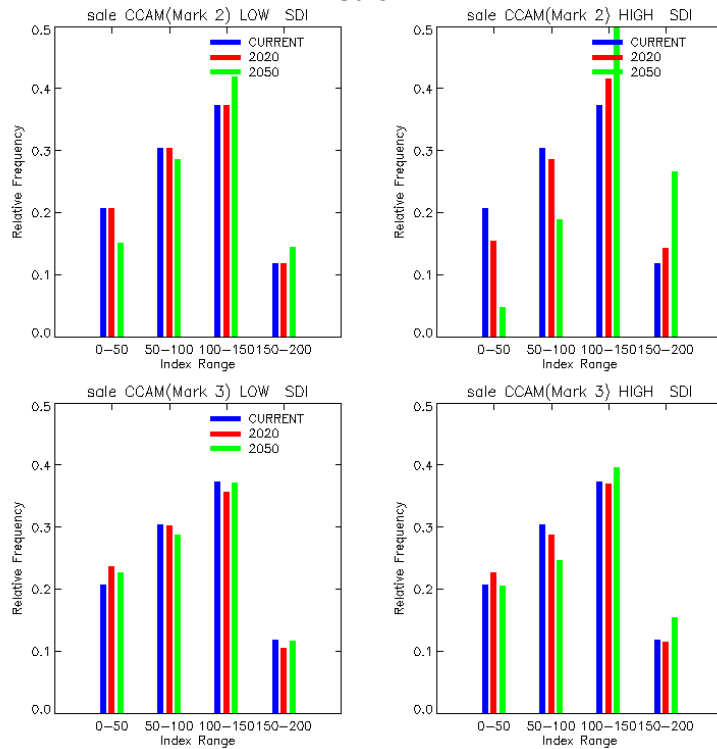 sale CCAM(Mark 2) LOW SDI
0.5
0.4
0.3
0.2
0.1
0.0
Relative Frequency
CURRENT
2020
2050
0-50 50-100 100-150 150-200
Index Range
sale CCAM(Mark 2) HIGH SDI
0.5
0.4
0.3
0.2
0.1
0.0
Relative Frequency
CURRENT
2020
2050
0-50 50-100 100-150 150-200
Index Range
sale CCAM(Mark 3) LOW SDI
0.5
0.4
0.3
0.2
0.1
0.0
Relative Frequency
CURRENT
2020
2050
0-50 50-100 100-150 150-200
Index Range
sale CCAM(Mark 3) HIGH SDI
0.5
0.4
0.3
0.2
0.1
0.0
Relative Frequency
0-50 50-100 100-150 150-200
Index Range